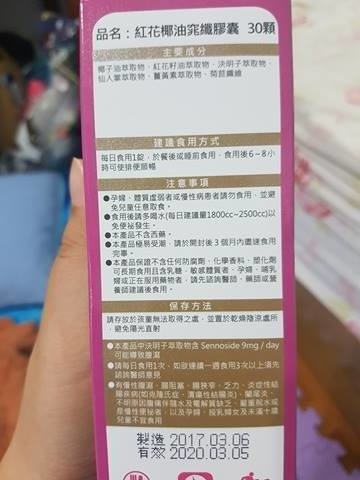 品名：紅花椰油窕纖膠囊 30顆
主要成分
椰子油萃取物、紅花籽油萃取物、決明子萃取物、
仙人掌萃取物、薑黃素萃取物、菊苣纖維
建議食用方式
每日食用1錠，於餐後或睡前食用，食用後6~8小
時可使排便順暢
注意事項
●孕婦、體質虛弱者或慢性病患者請勿食用，並避
免兒童任意取食。
●食用後請多喝水(每日建議量1800cc~2500cc)以
免便祕發生。
●本產品不含西藥。
●本產品極易受潮，請於開封後3個月內盡速食用
完畢。
●本產品保證不含任何防腐劑、化學香料、塑化劑
可長期食用且含乳糖，敏感體質者、孕婦、哺乳
婦或正在服用藥物者，請先諮詢醫師、藥師或營
養師建議後食用。
保存方法
請存放於孩童無法取得之處，並置於乾燥陰涼處所
，避免陽光直射
●本產品中決明子萃取物含 Sennoside 9mg / day
可能導致腹瀉
●請每日食用1次，如欲連續一週食用3次以上須先
諮詢醫師意見
●有慢性腹瀉、腸阻塞、腸狹窄、乏力、炎症性結
腸疾病(如克隆氏症、潰瘍性結腸炎)、闌尾炎、
不明原因腹痛伴隨水及電解質缺乏、嚴重脫水或
是慢性便祕者，以及孕婦、授乳婦女及未滿十歲
兒童不宜食用
製造 2017.03.06
有效 2020.03.05